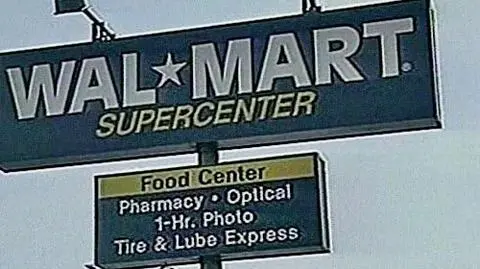 WAL★MART®
SUPERCENTER
Food Center
Pharmacy • Optical
1-Hr. Photo
Tire & Lube Express